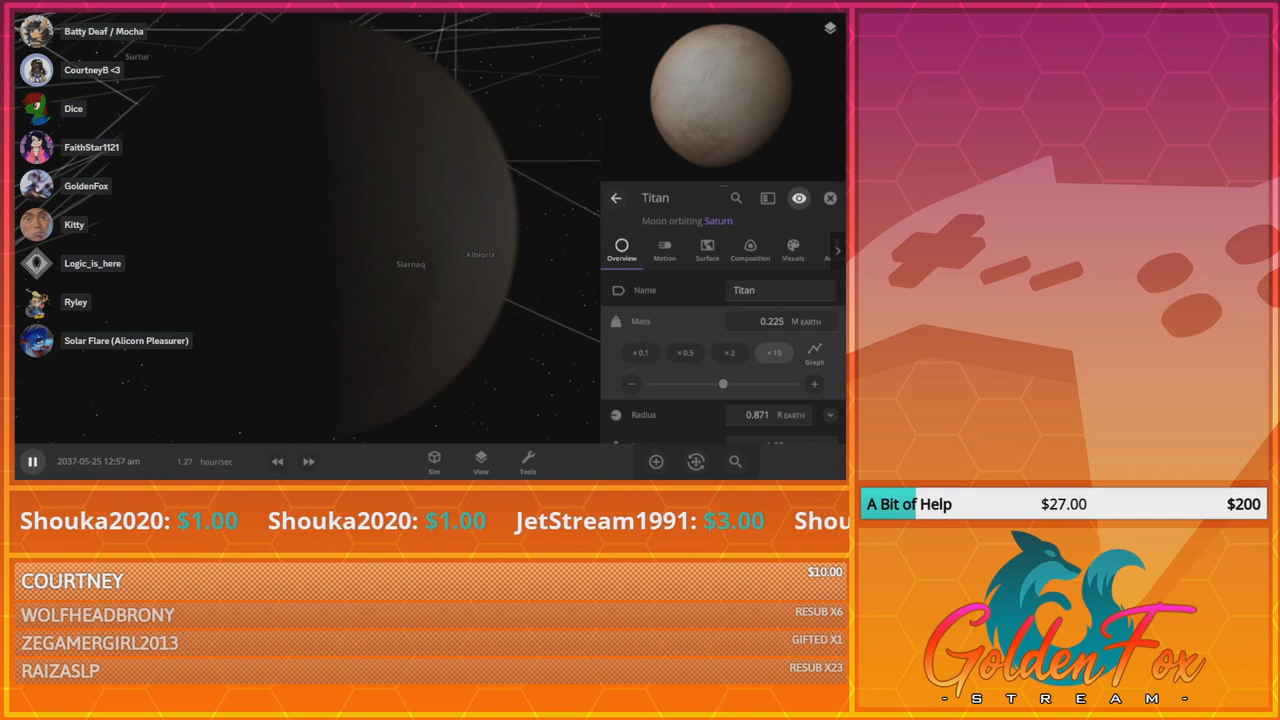 Batty Deaf / Mocha
Surtur
CourtneyB <3
Dice
FaithStar1121
GoldenFox
Kitty
Logic_is_here
Ryley
Solar Flare (Alicorn Pleasurer)
Siarnaq
Albiorix
Titan
Moon orbiting Saturn
Overview Motion Surface Composition Visuals
Name Titan
Mass 0.225 M EARTH
× 0.1 × 0.5 × 2 × 10 Graph
Radius 0.871 R EARTH
2037-05-25 12:57 am 1.27 hour/sec
Sim View Tools
Shouka2020: $1.00 Shouka2020: $1.00 JetStream1991: $3.00 Shou
COURTNEY $10.00
WOLFHEADBRONY RESUB X6
ZEGAMERGIRL2013 GIFTED X1
RAIZASLP RESUB X23
A Bit of Help $27.00 $200
GoldenFox
- S T R E A M -